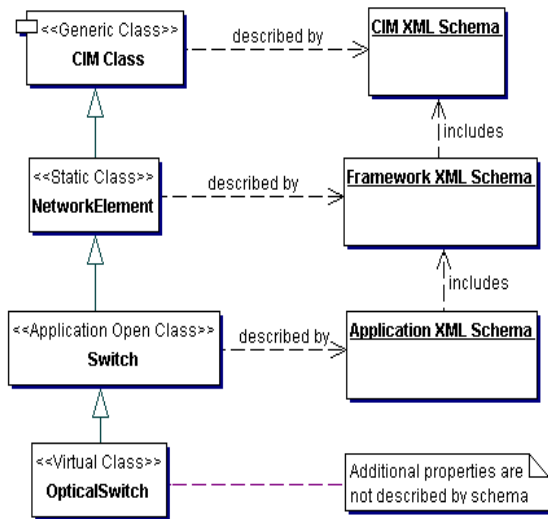 <<Generic Class>>
CIM Class
described by
CIM XML Schema
includes
<<Static Class>>
NetworkElement
described by
Framework XML Schema
includes
<<Application Open Class>>
Switch
described by
Application XML Schema
<<Virtual Class>>
OpticalSwitch
Additional properties are
not described by schema